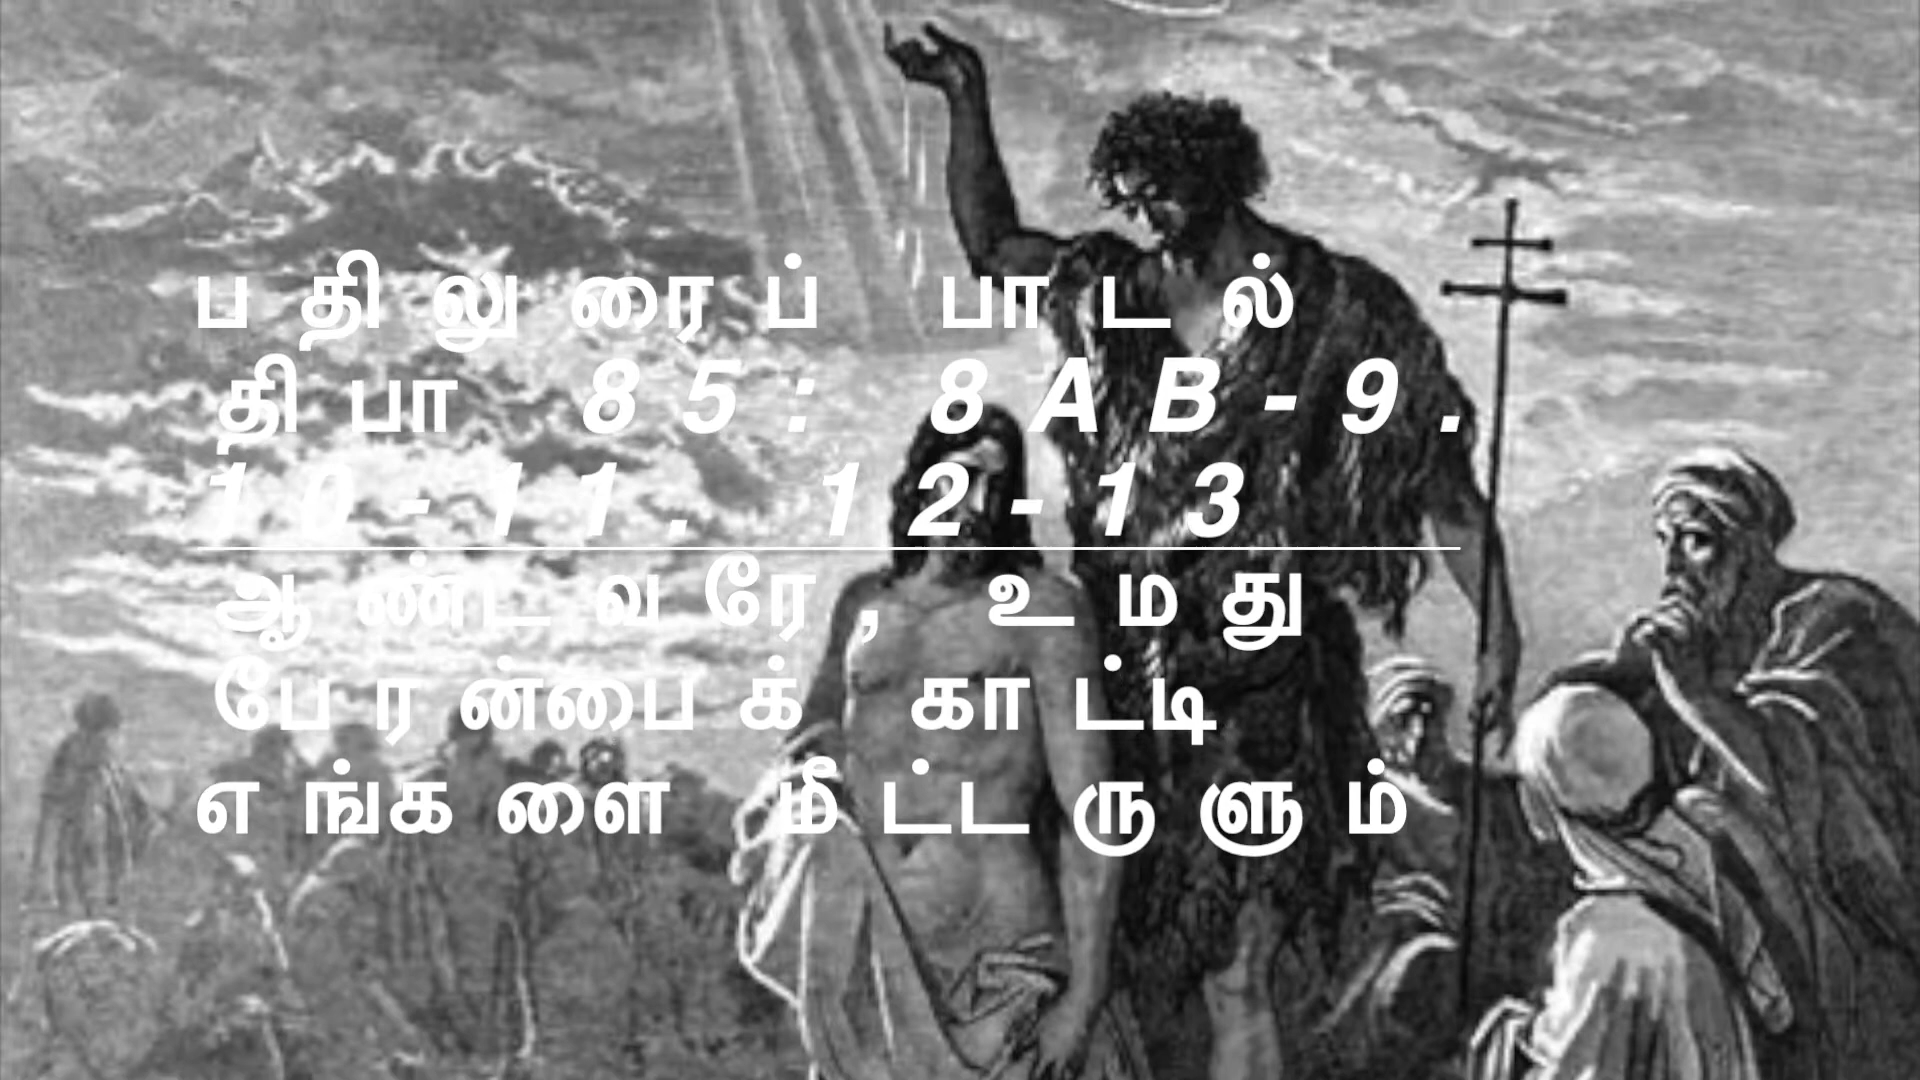 பதிலுரைப் பாடல்
திபா 85: 8AB-9.
10-11. 12-13
ஆண்டவரே, உமது
பேரன்பைக் காட்டி
எங்களை மீட்டருளும்